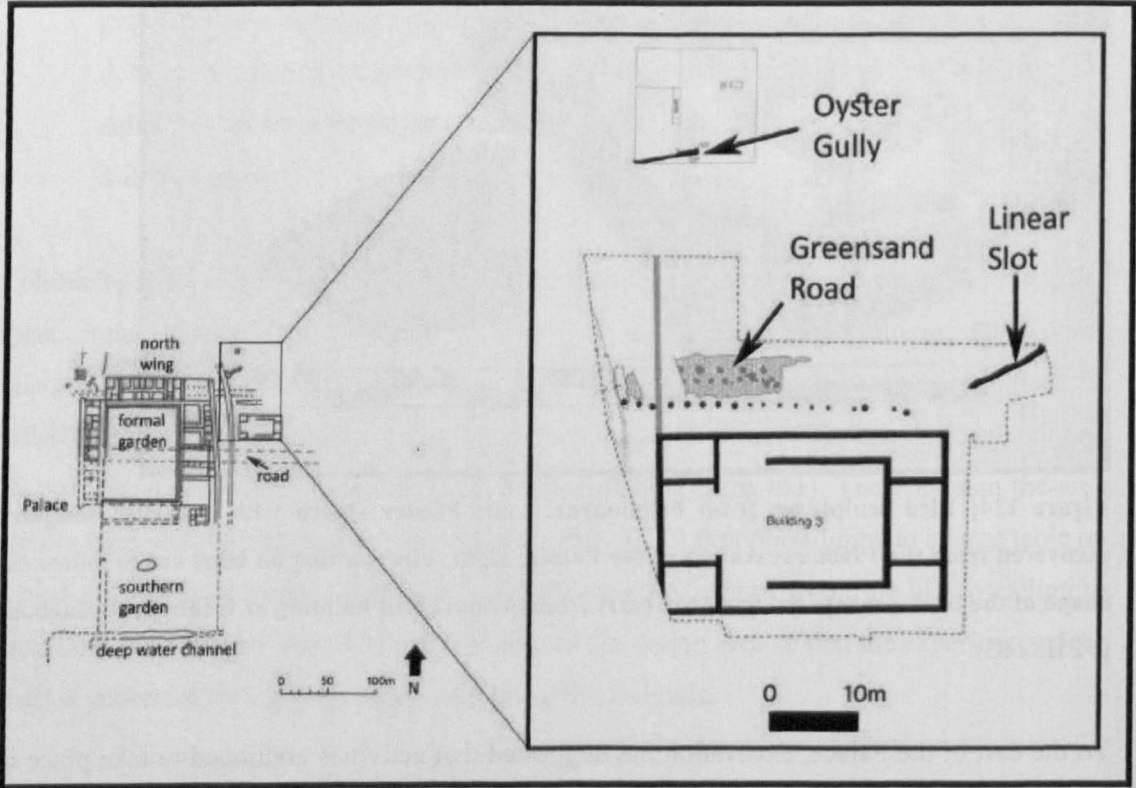 Oyster
Gully
Linear
Slot
Greensand
Road
north
wing
formal
garden
road
Palace
Building 3
southern
garden
deep water channel
0 50 100m
N
0 10m